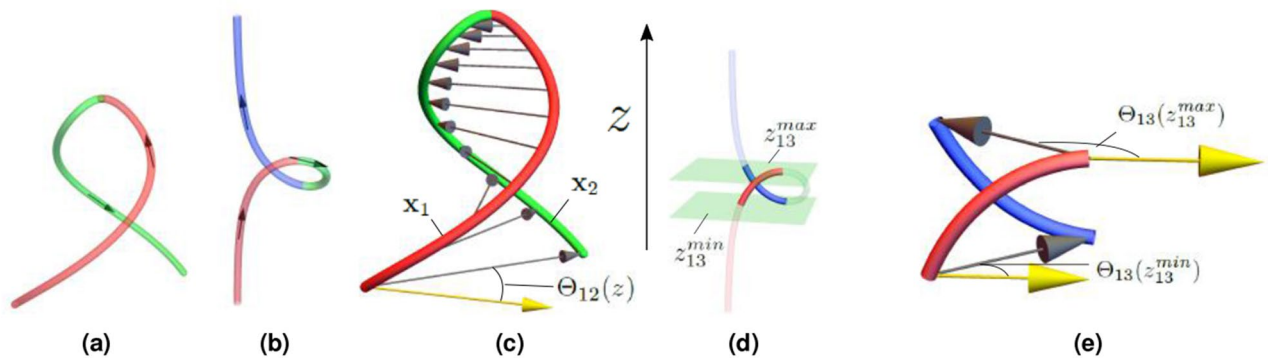 z
x₁
x₂
Θ₁₂(z)
z₁₃ᵐᵃˣ
z₁₃ᵐⁱⁿ
Θ₁₃(z₁₃ᵐᵃˣ)
Θ₁₃(z₁₃ᵐⁱⁿ)
(a)
(b)
(c)
(d)
(e)